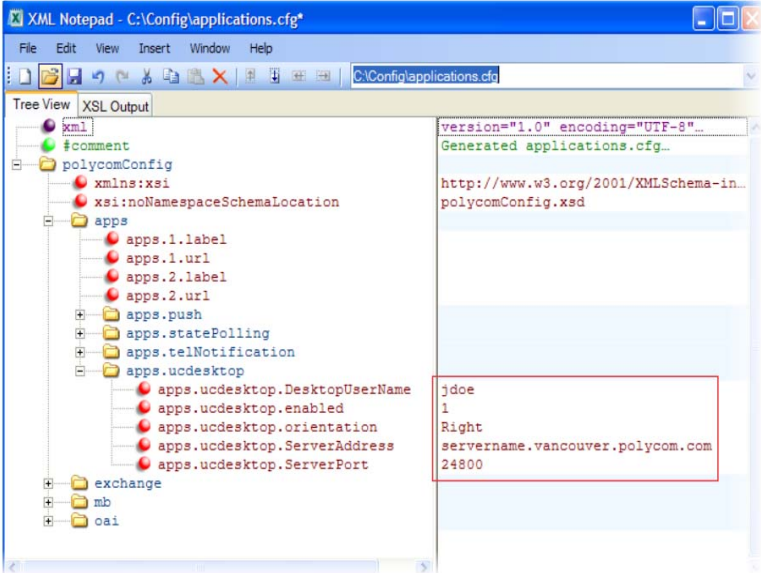 XML Notepad - C:\Config\applications.cfg*
File Edit View Insert Window Help
C:\Config\applications.cfg
Tree View XSL Output
xml version="1.0" encoding="UTF-8"…
#comment Generated applications.cfg…
polycomConfig
xmlns:xsi http://www.w3.org/2001/XMLSchema-in…
xsi:noNamespaceSchemaLocation polycomConfig.xsd
apps
apps.1.label
apps.1.url
apps.2.label
apps.2.url
apps.push
apps.statePolling
apps.telNotification
apps.ucdesktop
apps.ucdesktop.DesktopUserName jdoe
apps.ucdesktop.enabled 1
apps.ucdesktop.orientation Right
apps.ucdesktop.ServerAddress servername.vancouver.polycom.com
apps.ucdesktop.ServerPort 24800
exchange
mb
oai